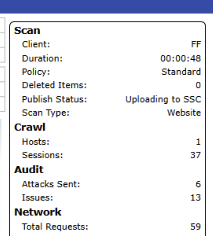 Scan
Client: FF
Duration: 00:00:48
Policy: Standard
Deleted Items: 0
Publish Status: Uploading to SSC
Scan Type: Website
Crawl
Hosts: 1
Sessions: 37
Audit
Attacks Sent: 6
Issues: 13
Network
Total Requests: 59